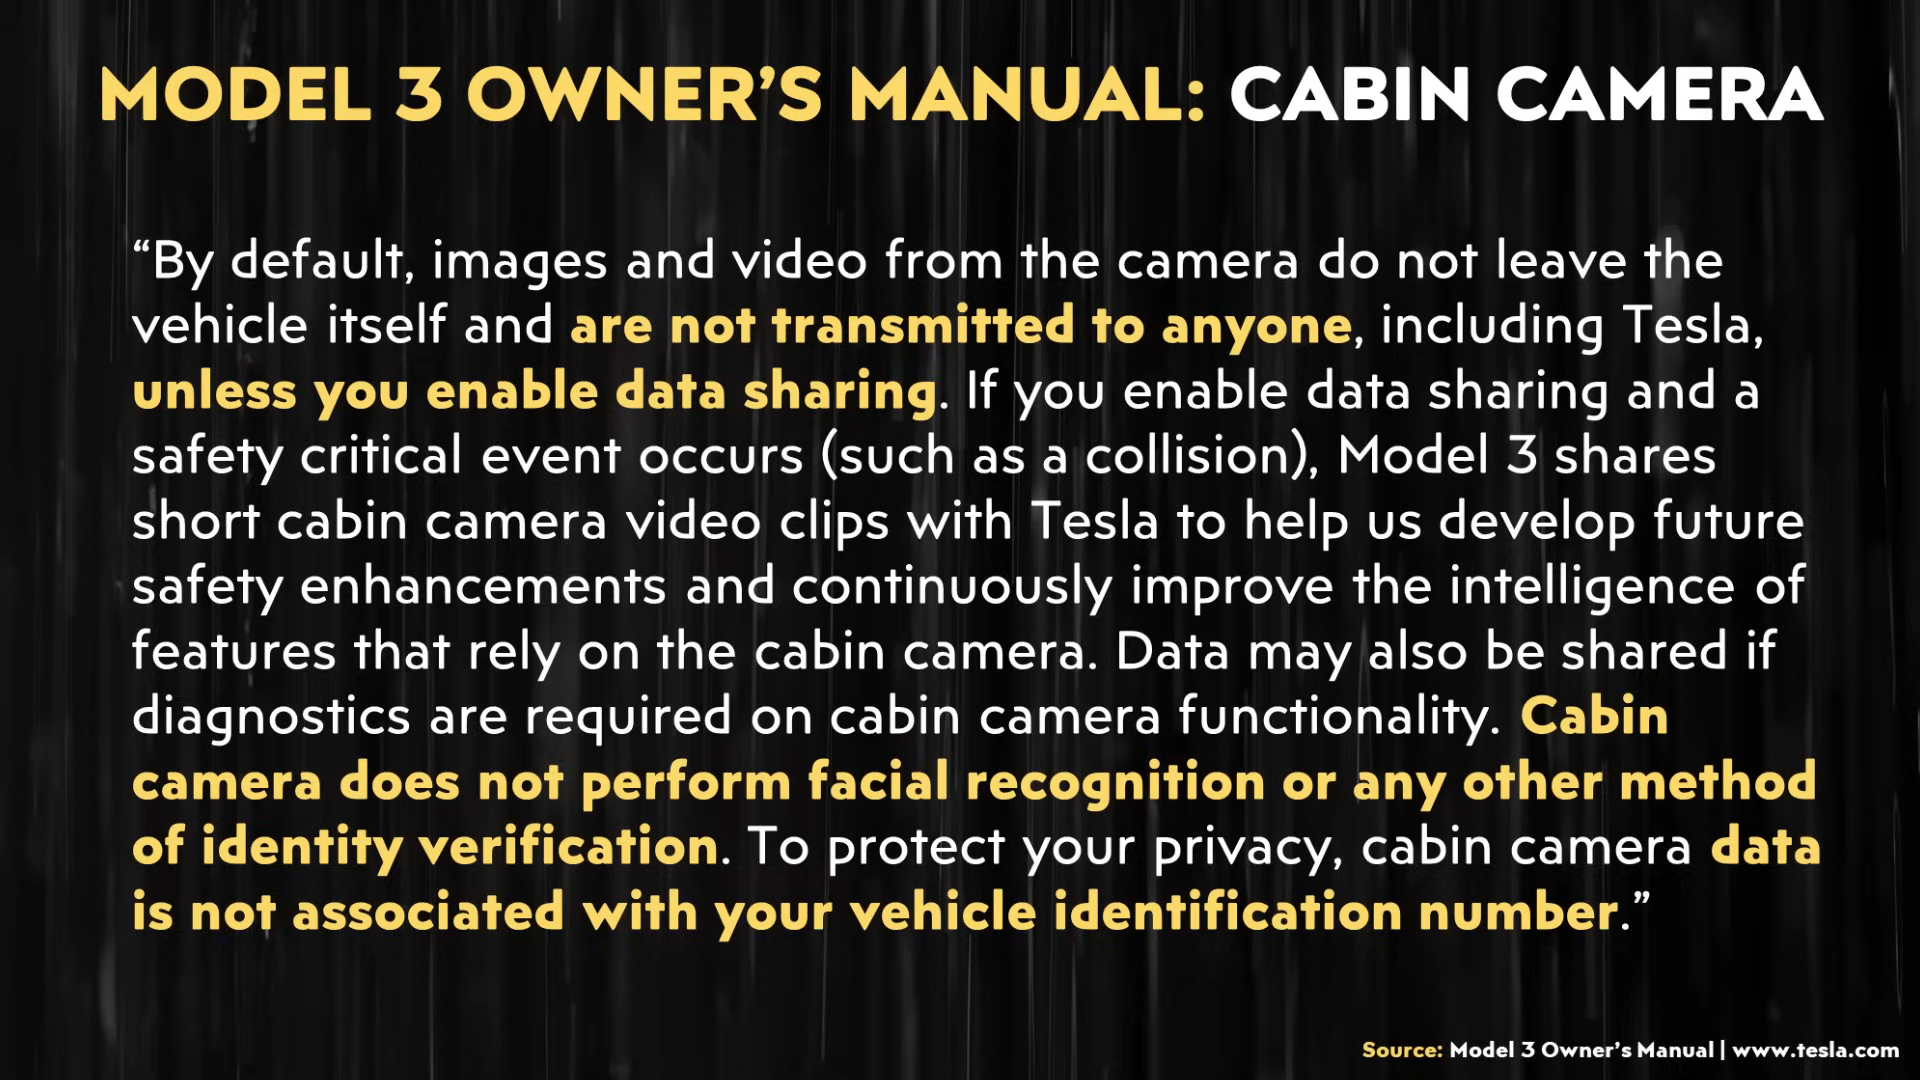 MODEL 3 OWNER’S MANUAL: CABIN CAMERA
“By default, images and video from the camera do not leave the
vehicle itself and are not transmitted to anyone, including Tesla,
unless you enable data sharing. If you enable data sharing and a
safety critical event occurs (such as a collision), Model 3 shares
short cabin camera video clips with Tesla to help us develop future
safety enhancements and continuously improve the intelligence of
features that rely on the cabin camera. Data may also be shared if
diagnostics are required on cabin camera functionality. Cabin
camera does not perform facial recognition or any other method
of identity verification. To protect your privacy, cabin camera data
is not associated with your vehicle identification number.”
Source: Model 3 Owner’s Manual | www.tesla.com